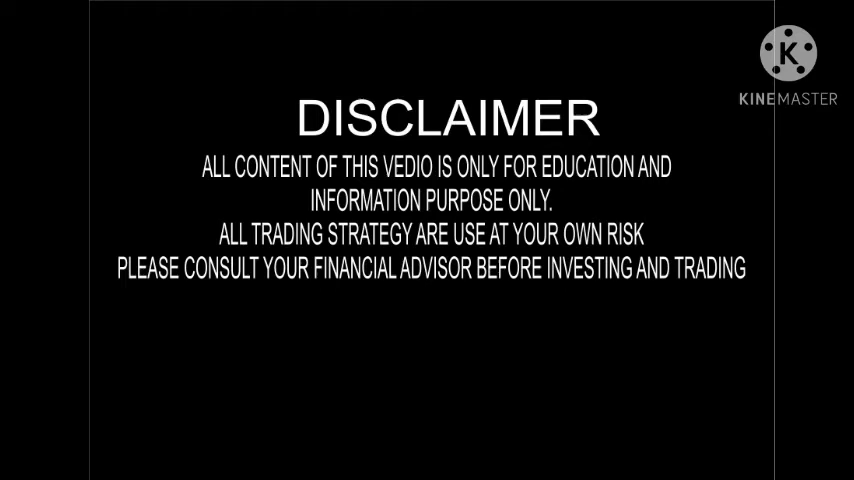 K
KINEMASTER
DISCLAIMER
ALL CONTENT OF THIS VEDIO IS ONLY FOR EDUCATION AND
INFORMATION PURPOSE ONLY.
ALL TRADING STRATEGY ARE USE AT YOUR OWN RISK
PLEASE CONSULT YOUR FINANCIAL ADVISOR BEFORE INVESTING AND TRADING